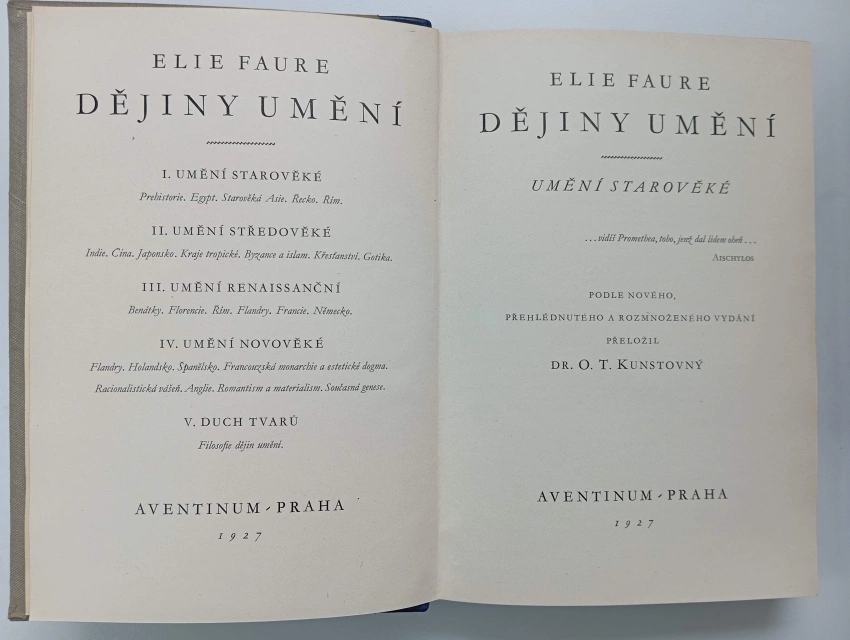 ELIE FAURE
DĚJINY UMĚNÍ
I. UMĚNÍ STAROVĚKÉ
Prehistorie. Egypt. Starověká Asie. Řecko. Řím.
II. UMĚNÍ STŘEDOVĚKÉ
Indie. Čína. Japonsko. Kraje tropické. Byzance a islam. Křesťanství. Gotika.
III. UMĚNÍ RENAISSANČNÍ
Benátky. Florencie. Řím. Flandry. Francie. Německo.
IV. UMĚNÍ NOVOVĚKÉ
Flandry. Holandsko. Španělsko. Francouzská monarchie a estetické dogma.
Racionalistická vášeň. Anglie. Romantism a materialism. Současná genese.
V. DUCH TVARŮ
Filosofie dějin umění.
AVENTINUM - PRAHA
1927
ELIE FAURE
DĚJINY UMĚNÍ
UMĚNÍ STAROVĚKÉ
...vidíš Promethea, toho, jenž dal lidem oheň...
AISCHYLOS
PODLE NOVÉHO,
PŘEHLÉDNUTÉHO A ROZMNOŽENÉHO VYDÁNÍ
PŘELOŽIL
DR. O. T. KUNSTOVNÝ
AVENTINUM - PRAHA
1927